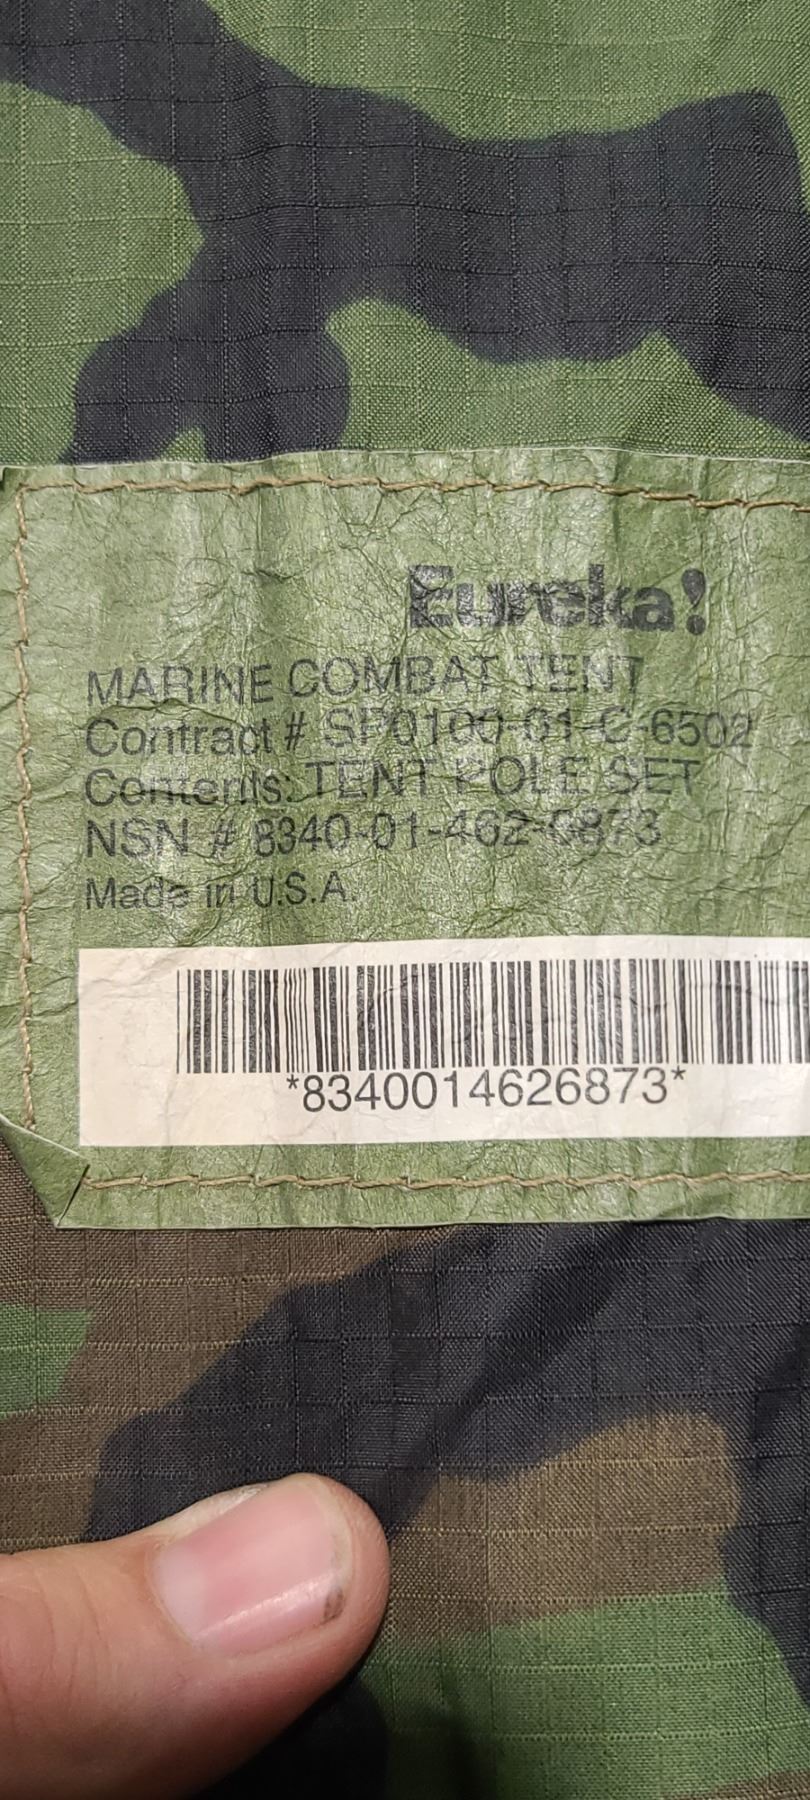 Eureka!
MARINE COMBAT TENT
Contract # SP0100-01-C-6502
Contents: TENT POLE SET
NSN # 8340-01-462-6873
Made in U.S.A.
*8340014626873*